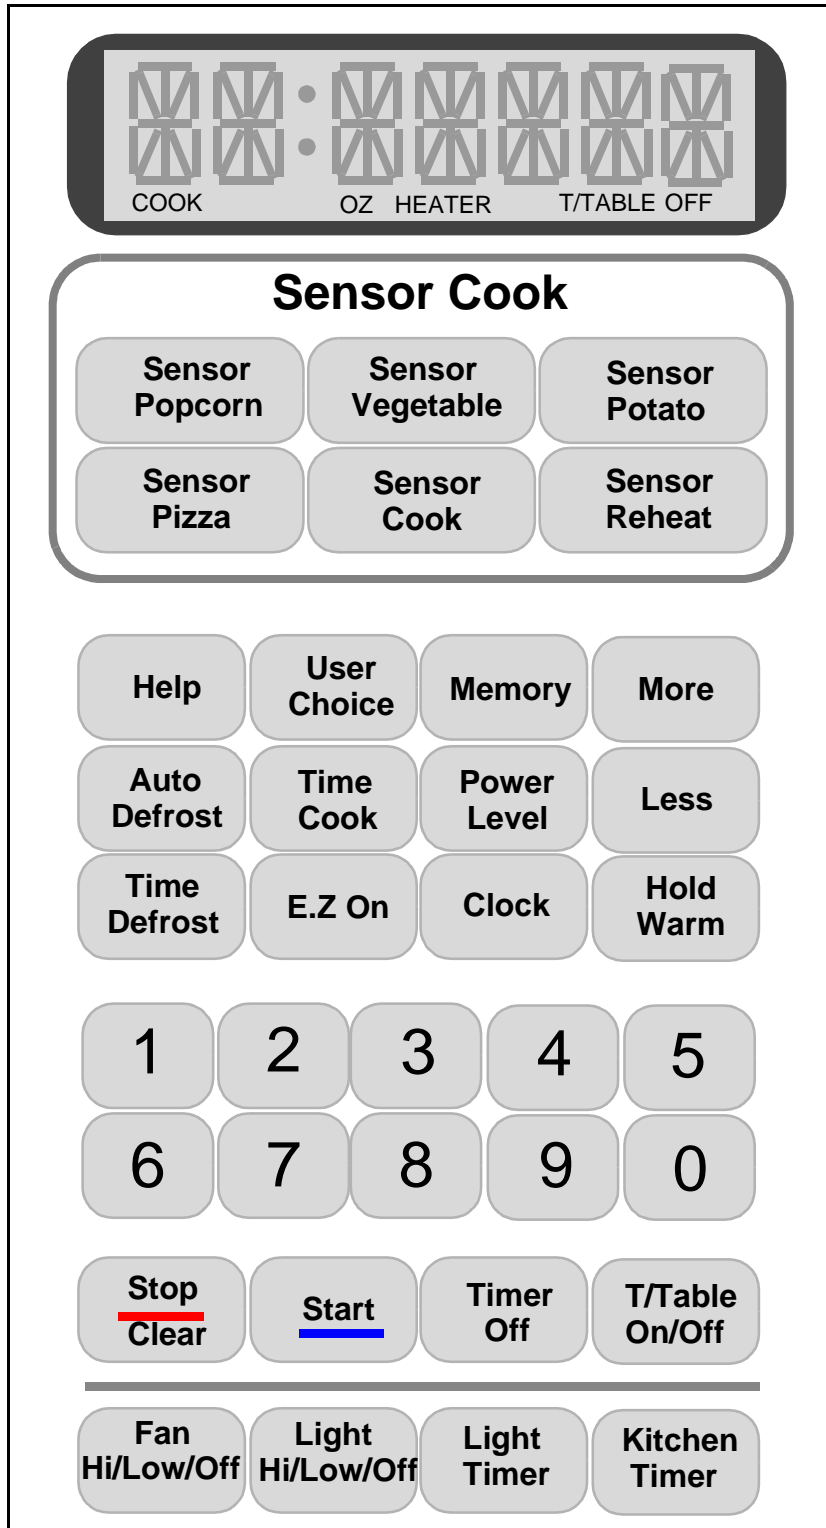 COOK OZ HEATER T/TABLE OFF
Sensor Cook
Sensor Popcorn
Sensor Vegetable
Sensor Potato
Sensor Pizza
Sensor Cook
Sensor Reheat
Help
User Choice
Memory
More
Auto Defrost
Time Cook
Power Level
Less
Time Defrost
E.Z On
Clock
Hold Warm
1 2 3 4 5
6 7 8 9 0
Stop Clear
Start
Timer Off
T/Table On/Off
Fan Hi/Low/Off
Light Hi/Low/Off
Light Timer
Kitchen Timer